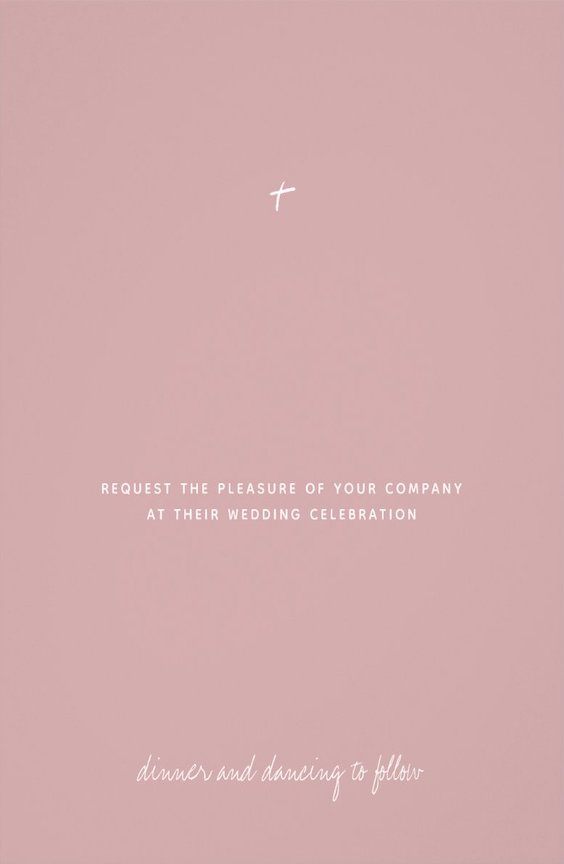 +
REQUEST THE PLEASURE OF YOUR COMPANY
AT THEIR WEDDING CELEBRATION
dinner and dancing to follow